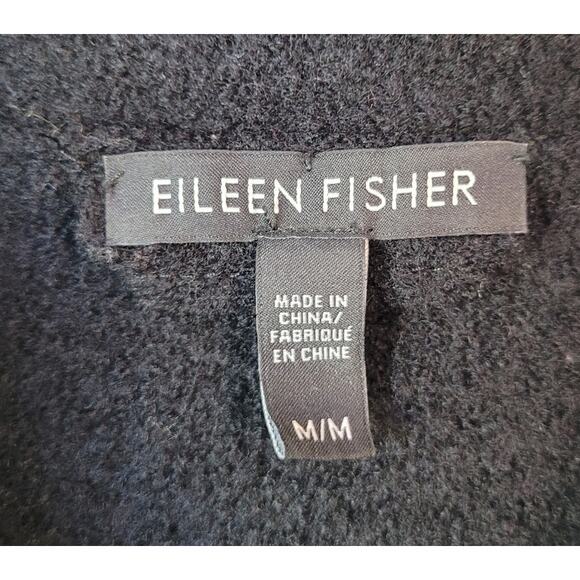 EILEEN FISHER
MADE IN
CHINA/
FABRIQUÉ
EN CHINE
M/M